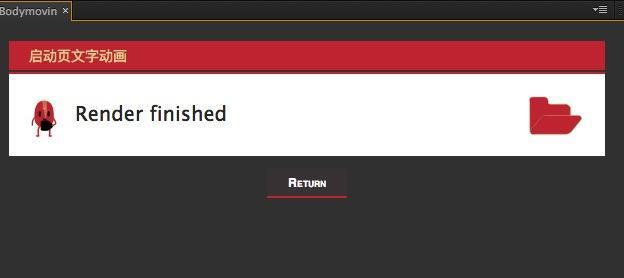 Bodymovin ×
启动页文字动画
Render finished
Return